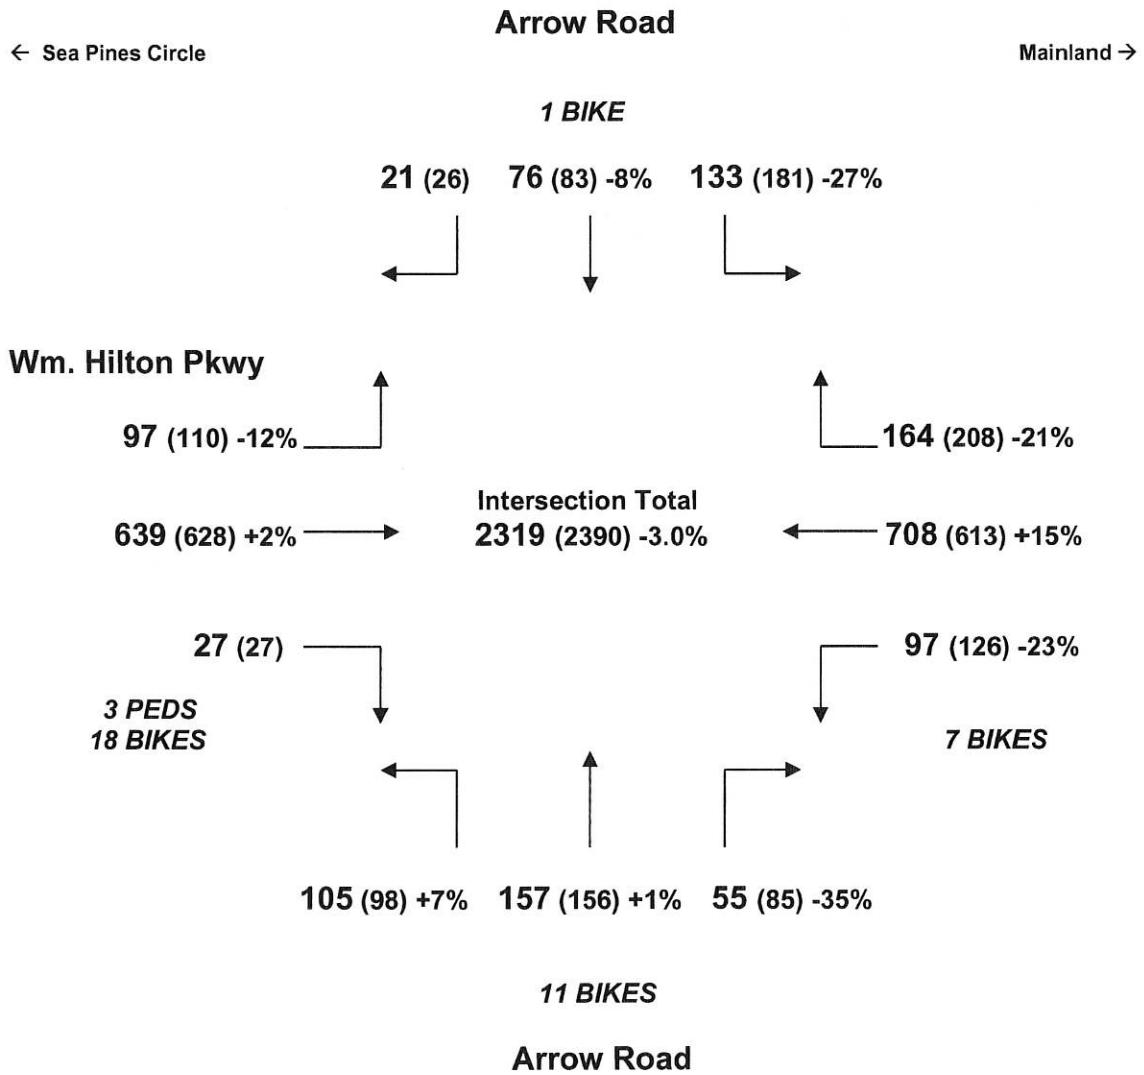 Arrow Road
← Sea Pines Circle
Mainland →
1 BIKE
21 (26) 76 (83) -8% 133 (181) -27%
Wm. Hilton Pkwy
97 (110) -12%
164 (208) -21%
Intersection Total
639 (628) +2%
2319 (2390) -3.0%
708 (613) +15%
27 (27)
97 (126) -23%
3 PEDS
18 BIKES
7 BIKES
105 (98) +7% 157 (156) +1% 55 (85) -35%
11 BIKES
Arrow Road